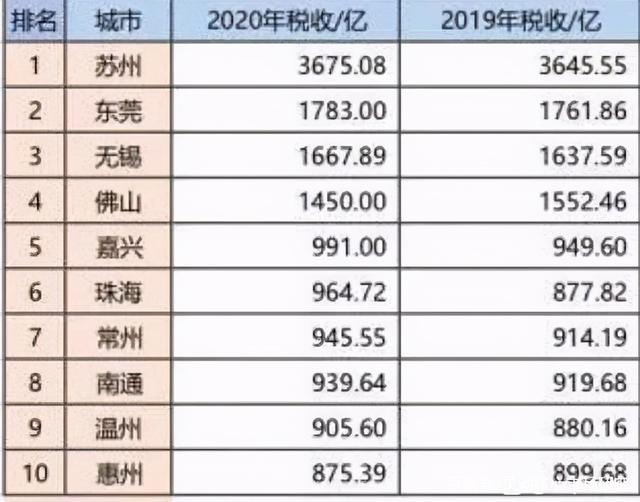 排名 城市 2020年税收/亿 2019年税收/亿
1 苏州 3675.08 3645.55
2 东莞 1783.00 1761.86
3 无锡 1667.89 1637.59
4 佛山 1450.00 1552.46
5 嘉兴 991.00 949.60
6 珠海 964.72 877.82
7 常州 945.55 914.19
8 南通 939.64 919.68
9 温州 905.60 880.16
10 惠州 875.39 899.68